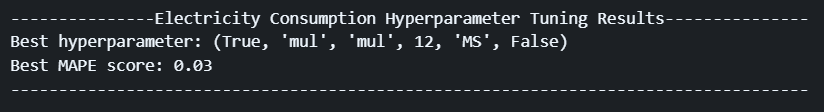 ---------------Electricity Consumption Hyperparameter Tuning Results---------------
Best hyperparameter: (True, 'mul', 'mul', 12, 'MS', False)
Best MAPE score: 0.03
-----------------------------------------------------------------------------------